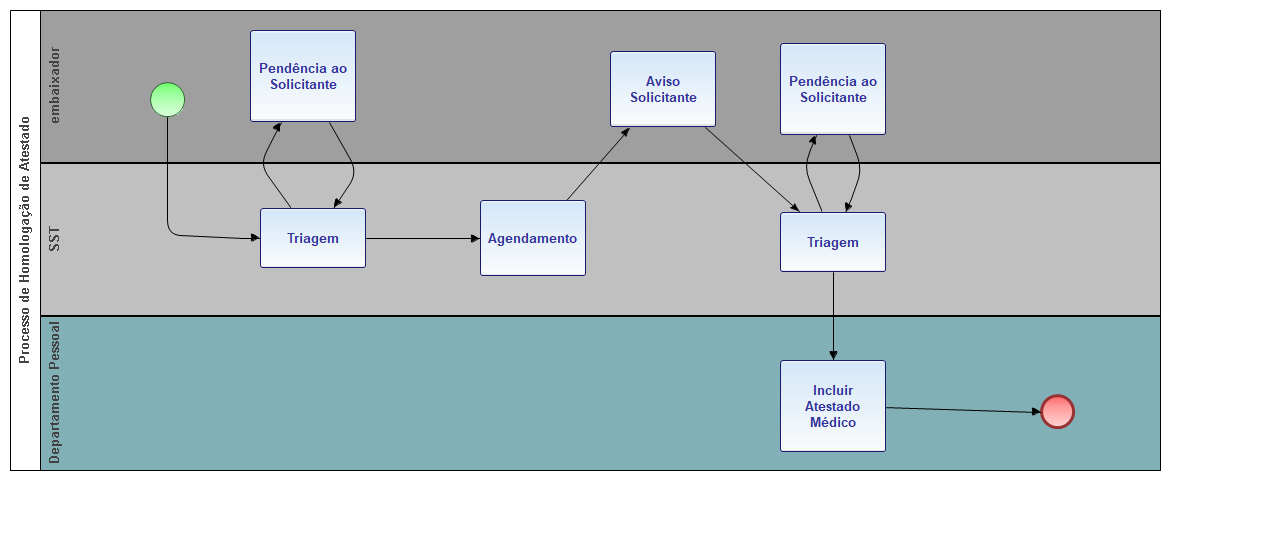 Processo de Homologação de Atestado
embaixador
Pendência ao
Solicitante
Aviso
Solicitante
Pendência ao
Solicitante
SST
Triagem
Agendamento
Triagem
Departamento Pessoal
Incluir
Atestado
Médico